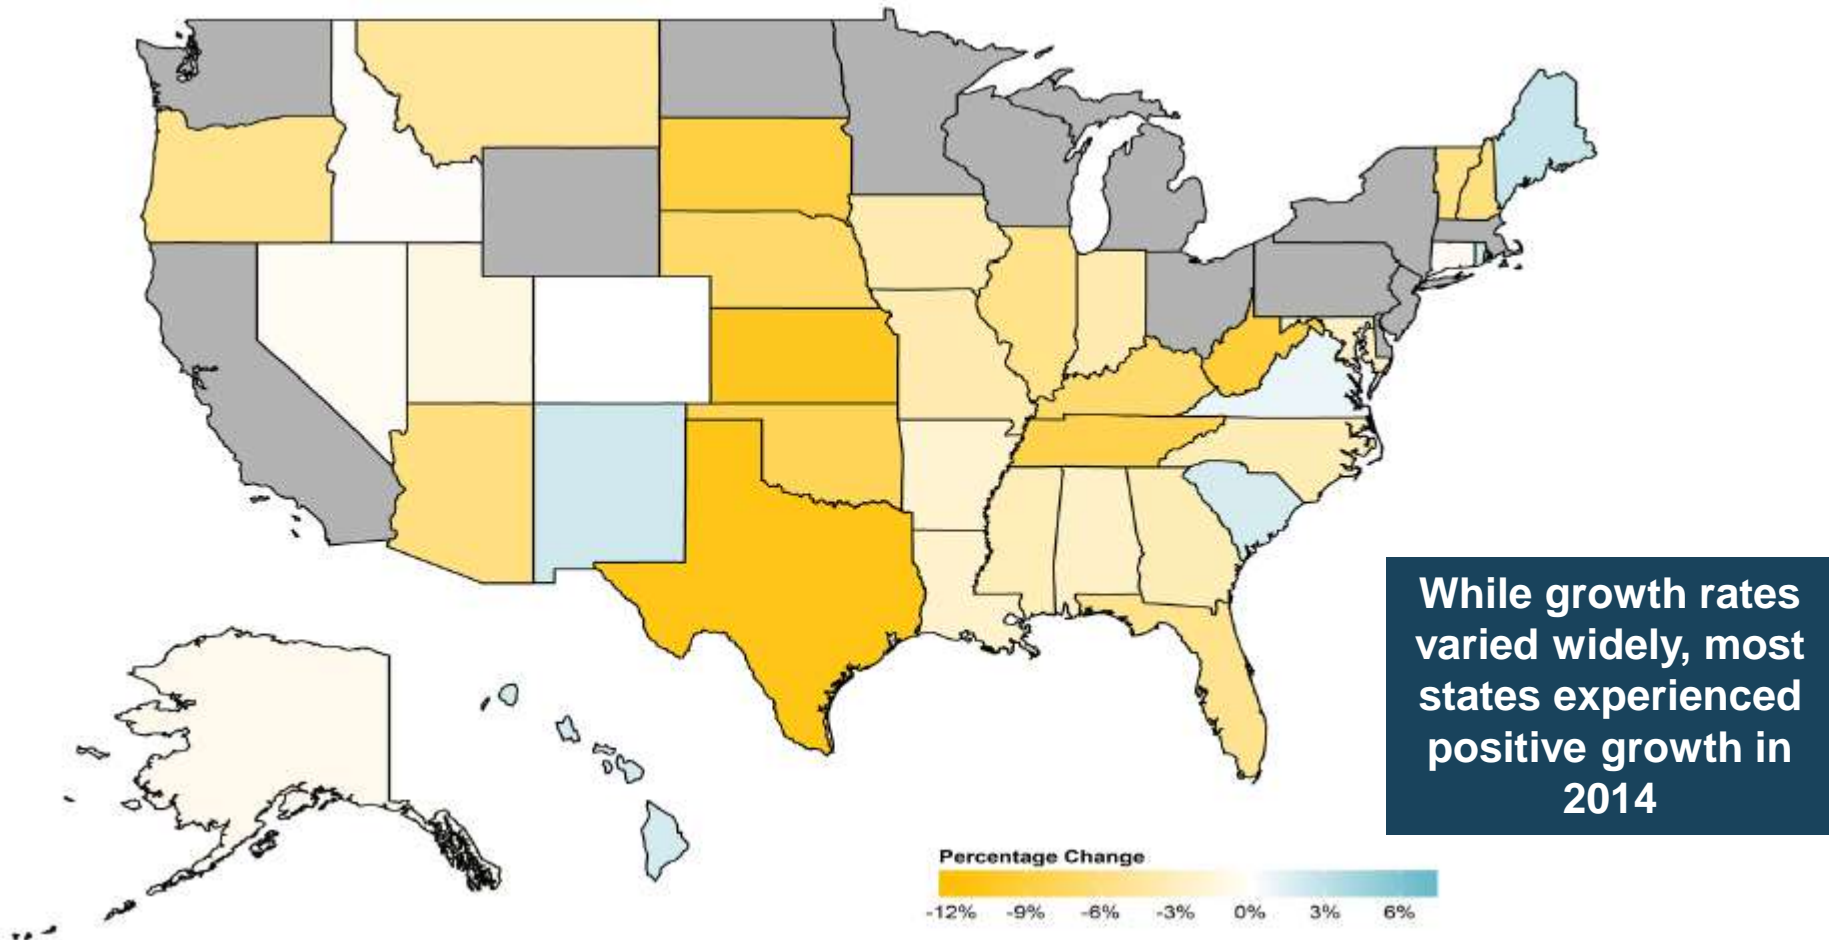 While growth rates
varied widely, most
states experienced
positive growth in
2014
Percentage Change
-12% -9% -6% -3% 0% 3% 6%